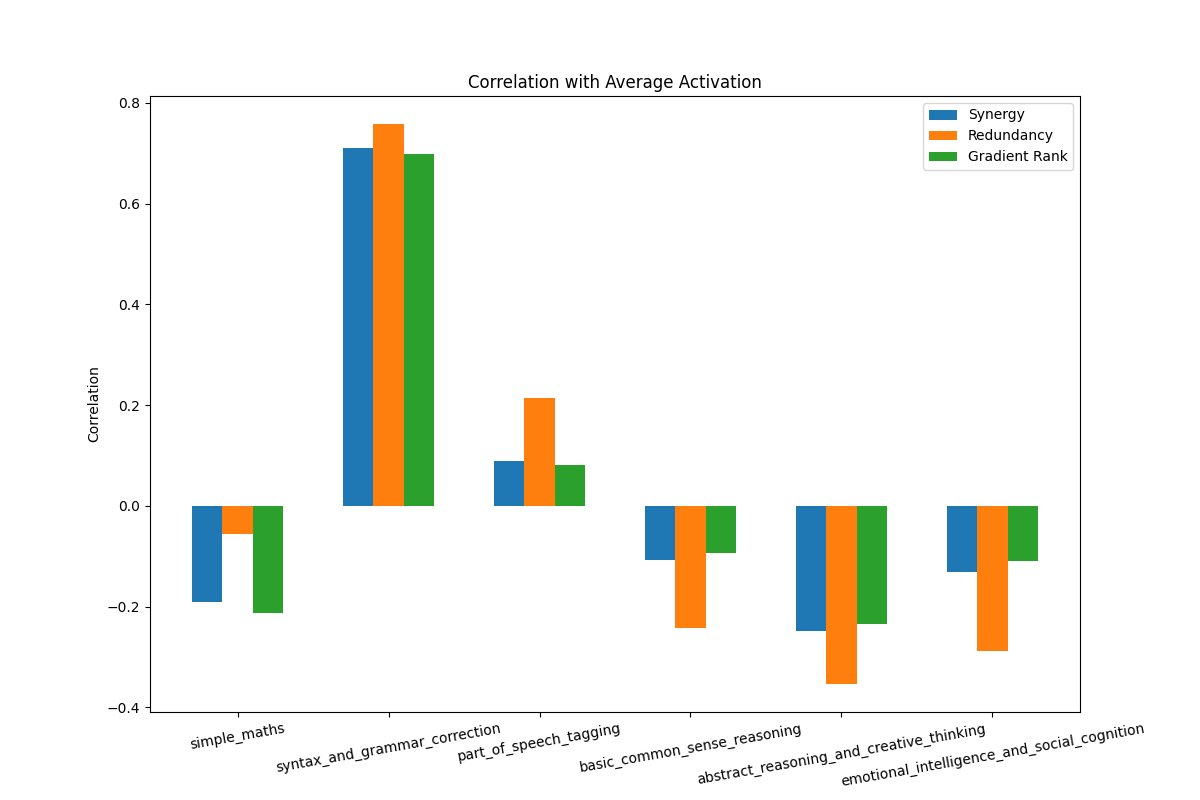 Correlation with Average Activation
Synergy
Redundancy
Gradient Rank
Correlation
0.8
0.6
0.4
0.2
0.0
−0.2
−0.4
simple_maths
syntax_and_grammar_correction
part_of_speech_tagging
basic_common_sense_reasoning
abstract_reasoning_and_creative_thinking
emotional_intelligence_and_social_cognition